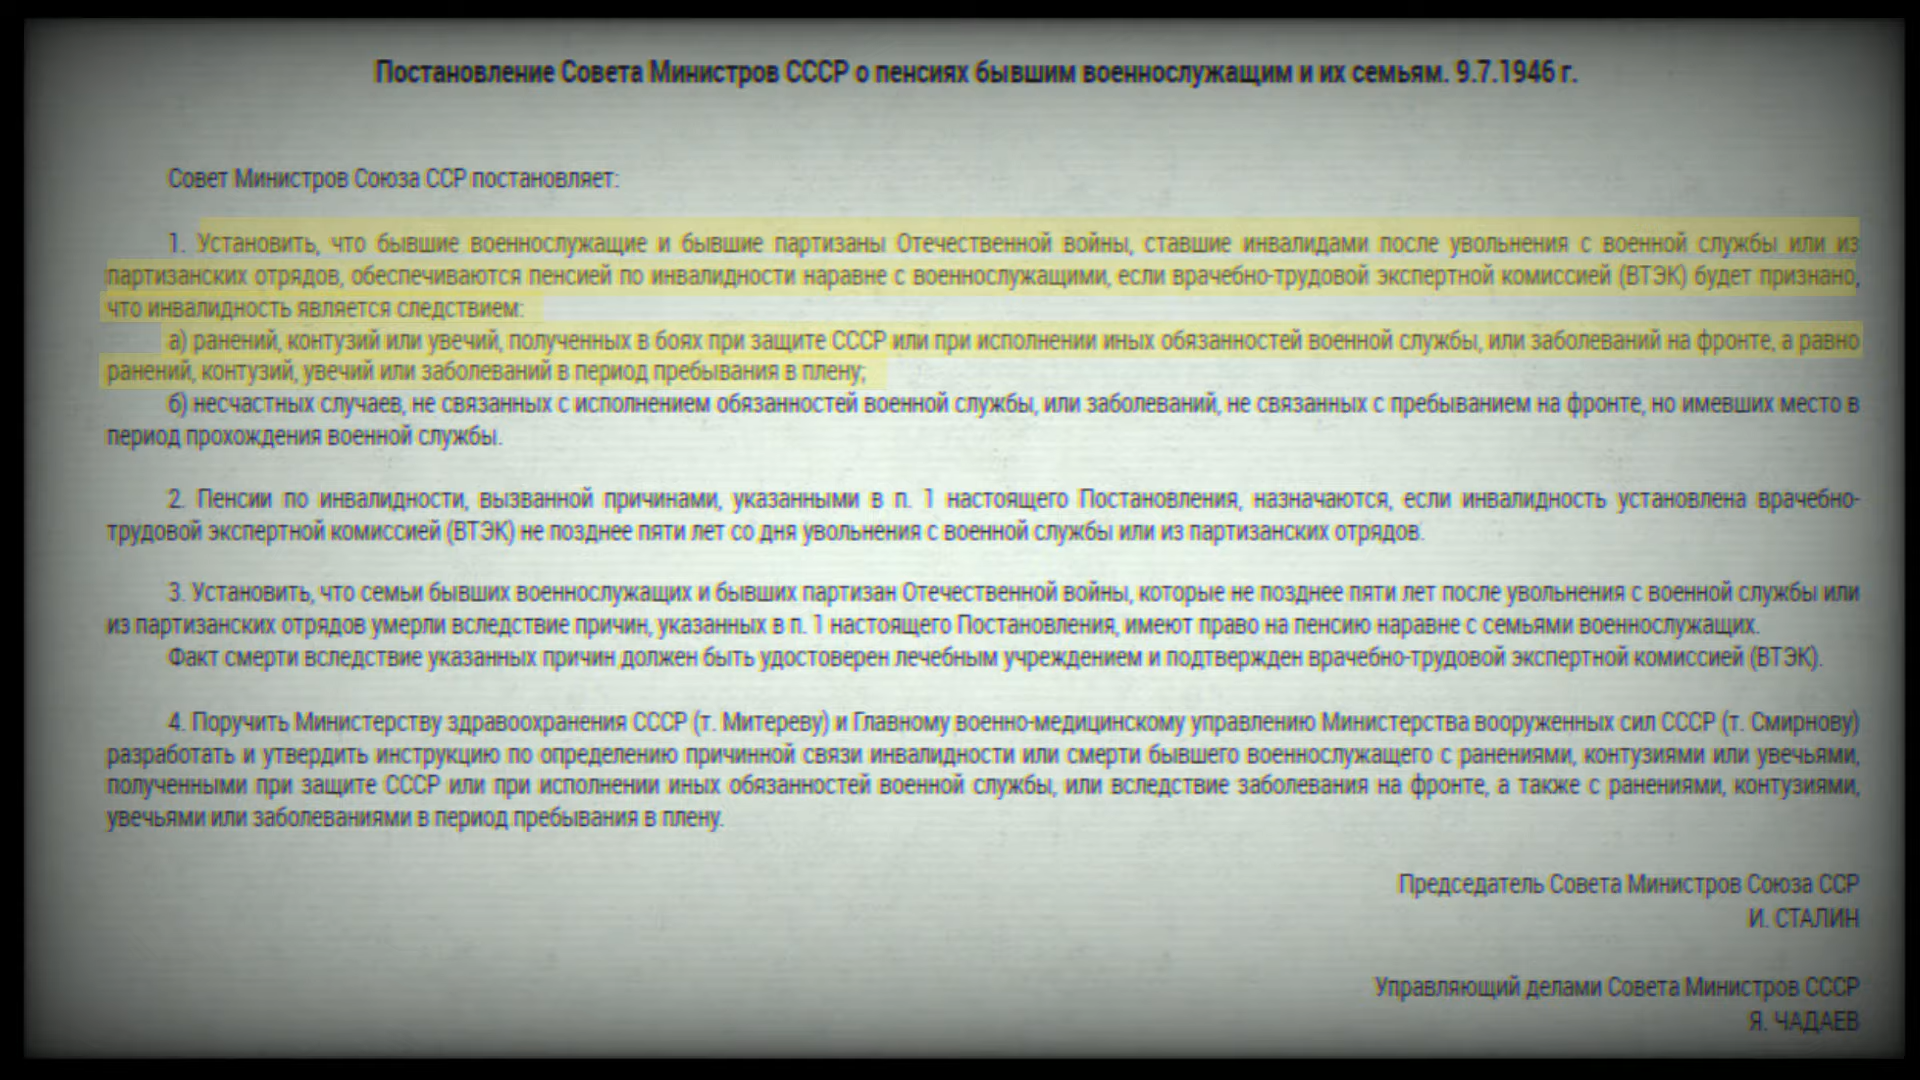 Постановление Совета Министров СССР о пенсиях бывшим военнослужащим и их семьям. 9.7.1946 г.
Совет Министров Союза ССР постановляет:
1. Установить, что бывшие военнослужащие и бывшие партизаны Отечественной войны, ставшие инвалидами после увольнения с военной службы или из
партизанских отрядов, обеспечиваются пенсией по инвалидности наравне с военнослужащими, если врачебно-трудовой экспертной комиссией (ВТЭК) будет признано,
что инвалидность является следствием:
а) ранений, контузий или увечий, полученных в боях при защите СССР или при исполнении иных обязанностей военной службы, или заболеваний на фронте, а равно
ранений, контузий, увечий или заболеваний в период пребывания в плену;
б) несчастных случаев, не связанных с исполнением обязанностей военной службы, или заболеваний, не связанных с пребыванием на фронте, но имевших место в
период прохождения военной службы.
2. Пенсии по инвалидности, вызванной причинами, указанными в п. 1 настоящего Постановления, назначаются, если инвалидность установлена врачебно-
трудовой экспертной комиссией (ВТЭК) не позднее пяти лет со дня увольнения с военной службы или из партизанских отрядов.
3. Установить, что семьи бывших военнослужащих и бывших партизан Отечественной войны, которые не позднее пяти лет после увольнения с военной службы или
из партизанских отрядов умерли вследствие причин, указанных в п. 1 настоящего Постановления, имеют право на пенсию наравне с семьями военнослужащих.
Факт смерти вследствие указанных причин должен быть удостоверен лечебным учреждением и подтвержден врачебно-трудовой экспертной комиссией (ВТЭК).
4. Поручить Министерству здравоохранения СССР (т. Митереву) и Главному военно-медицинскому управлению Министерства вооруженных сил СССР (т. Смирнову)
разработать и утвердить инструкцию по определению причинной связи инвалидности или смерти бывшего военнослужащего с ранениями, контузиями или увечьями,
полученными при защите СССР или при исполнении иных обязанностей военной службы, или вследствие заболевания на фронте, а также с ранениями, контузиями,
увечьями или заболеваниями в период пребывания в плену.
Председатель Совета Министров Союза ССР
И. СТАЛИН
Управляющий делами Совета Министров СССР
Я. ЧАДАЕВ